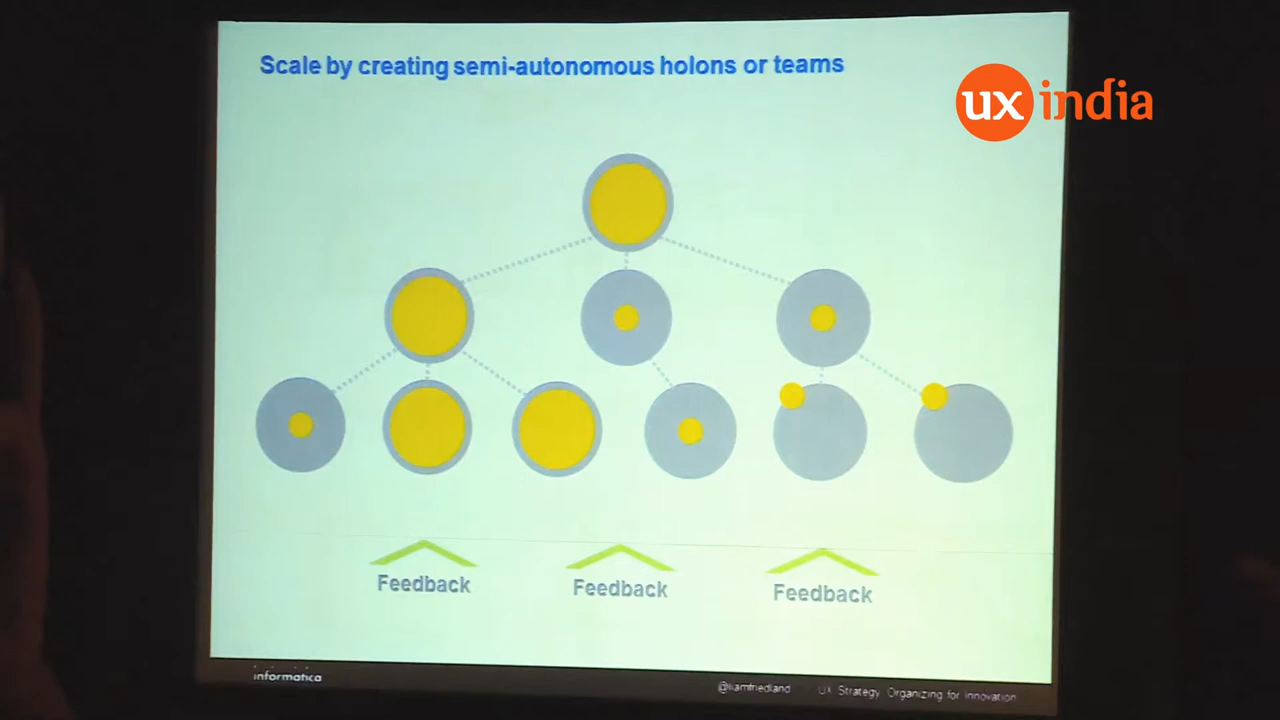 Scale by creating semi-autonomous holons or teams
ux india
Feedback
Feedback
Feedback
informatica
@liamfriedland
UX Strategy Organizing for Innovation